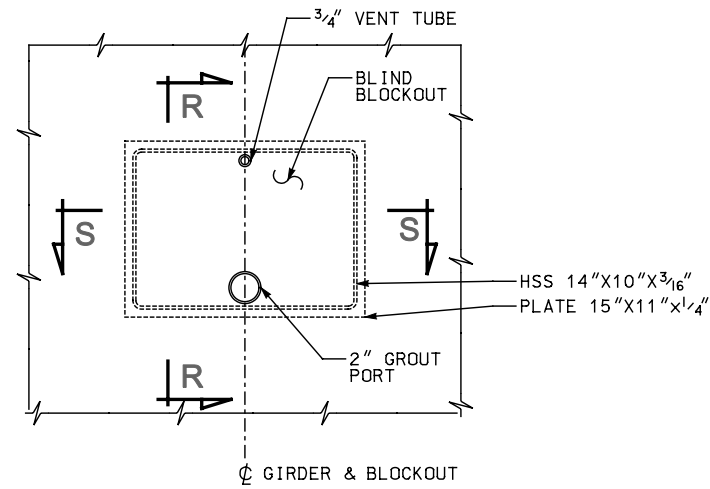 3/4" VENT TUBE
BLIND
BLOCKOUT
R
S
S
HSS 14"X10"X3/16"
PLATE 15"X11"x1/4"
2" GROUT
PORT
R
℄ GIRDER & BLOCKOUT